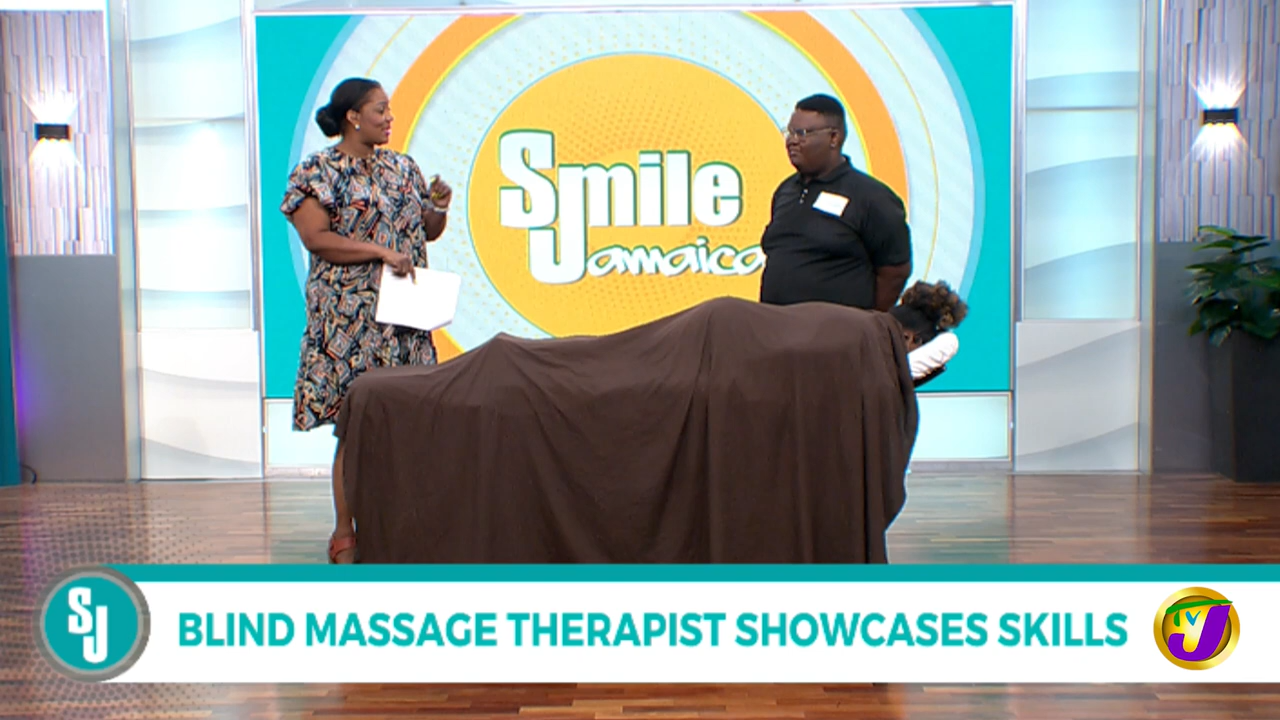 Smile
Jamaica
SJ
BLIND MASSAGE THERAPIST SHOWCASES SKILLS
TVJ